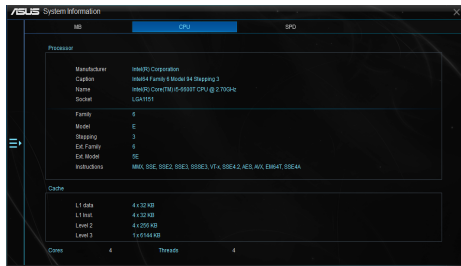 ASUS System Information
MB CPU SPD
Processor
Manufacturer Intel(R) Corporation
Caption Intel64 Family 6 Model 94 Stepping 3
Name Intel(R) Core(TM) i5-6600T CPU @ 2.70GHz
Socket LGA1151
Family 6
Model E
Stepping 3
Ext. Family 6
Ext. Model 5E
Instructions MMX, SSE, SSE2, SSE3, SSSE3, VT-x, SSE4.2, AES, AVX, EM64T, SSE4A
Cache
L1 data 4 x 32 KB
L1 Inst. 4 x 32 KB
Level 2 4 x 256 KB
Level 3 1 x 6144 KB
Cores 4 Threads 4